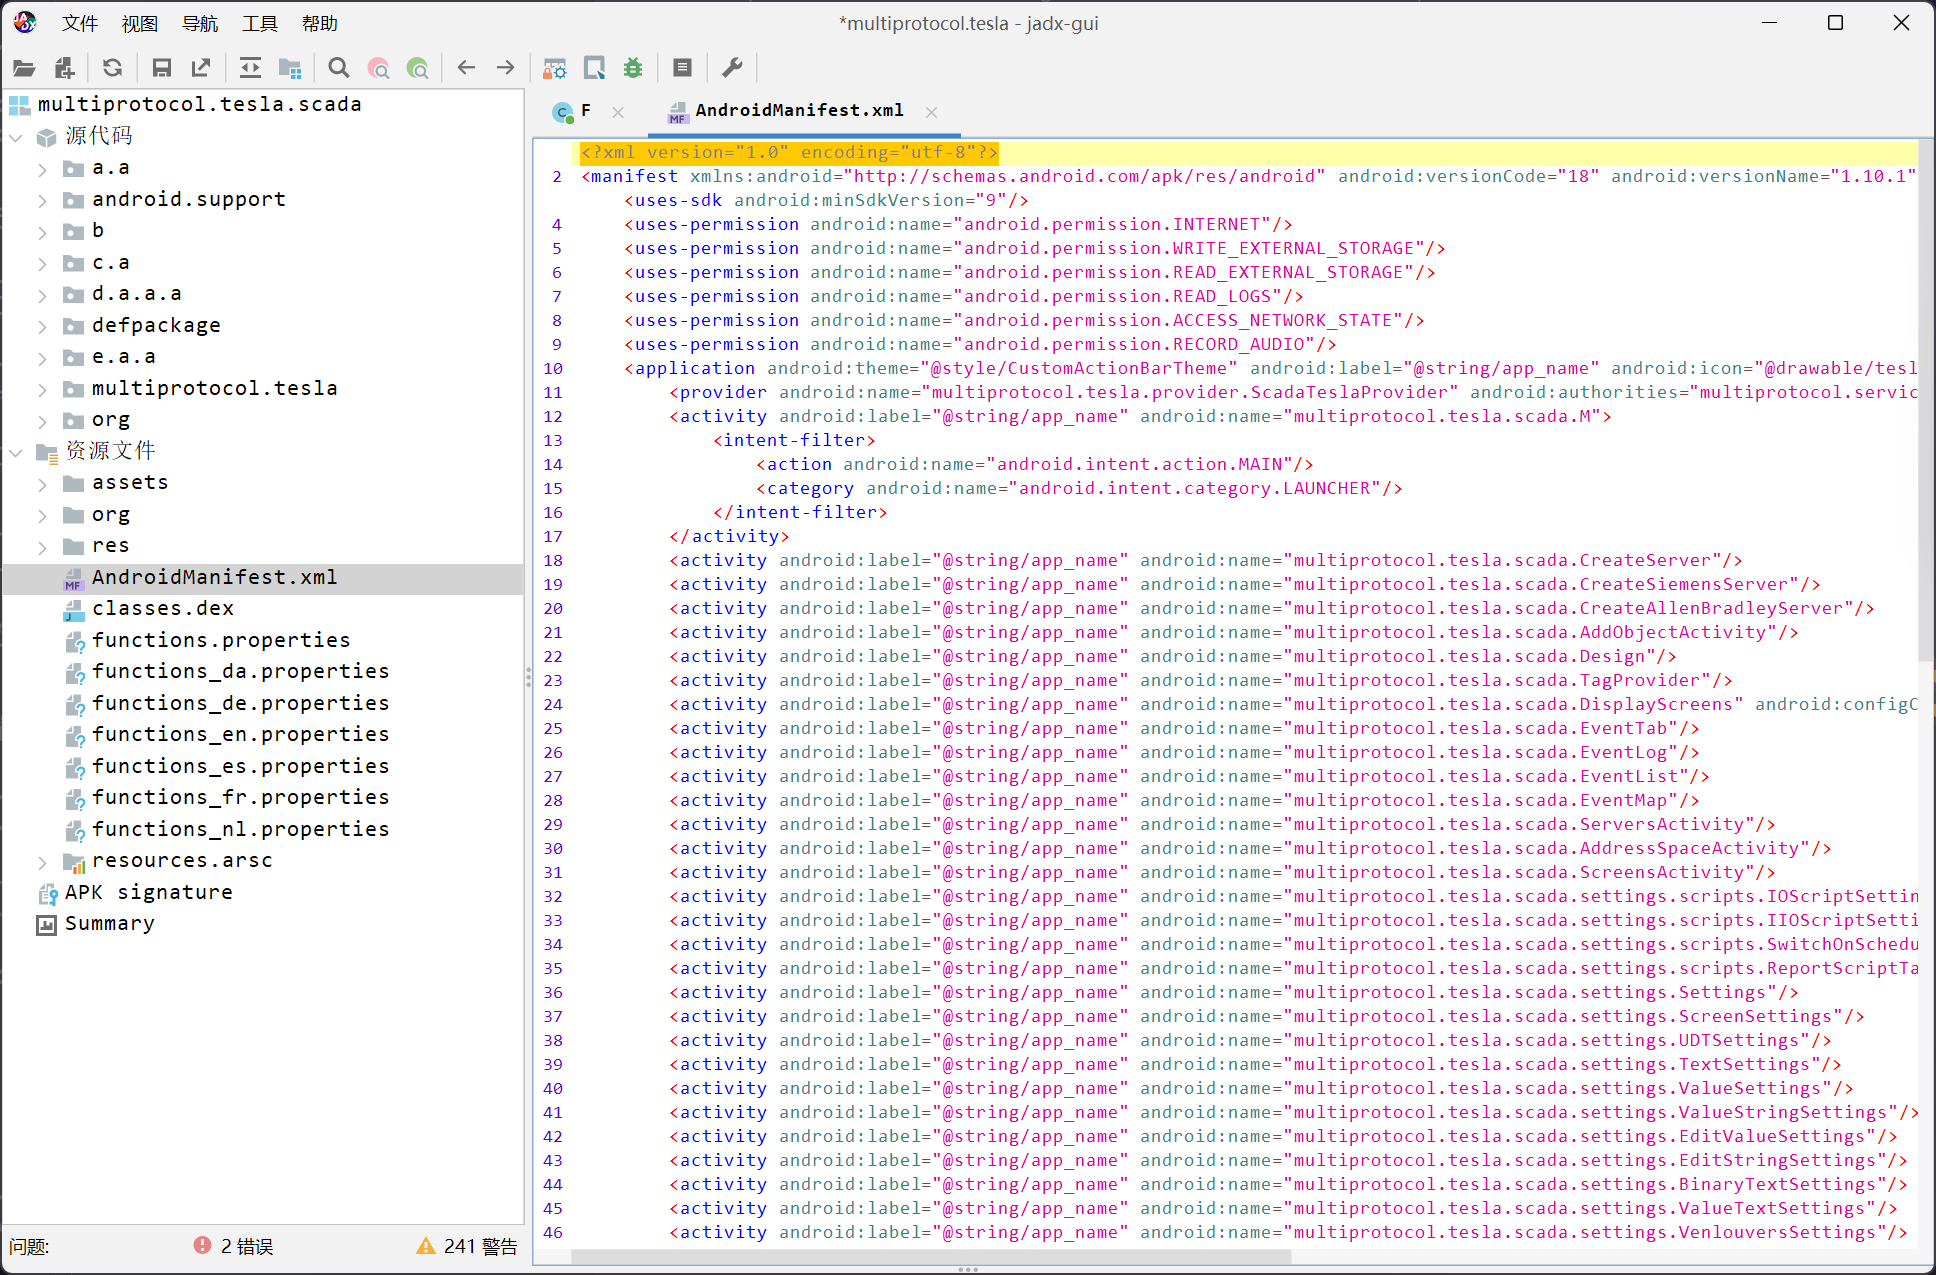 文件 视图 导航 工具 帮助
*multiprotocol.tesla - jadx-gui
multiprotocol.tesla.scada
源代码
a.a
android.support
b
c.a
d.a.a.a
defpackage
e.a.a
multiprotocol.tesla
org
资源文件
assets
org
res
AndroidManifest.xml
classes.dex
functions.properties
functions_da.properties
functions_de.properties
functions_en.properties
functions_es.properties
functions_fr.properties
functions_nl.properties
resources.arsc
APK signature
Summary
问题: 2 错误 241 警告
F AndroidManifest.xml
<?xml version="1.0" encoding="utf-8"?>
2 <manifest xmlns:android="http://schemas.android.com/apk/res/android" android:versionCode="18" android:versionName="1.10.1"
<uses-sdk android:minSdkVersion="9"/>
4 <uses-permission android:name="android.permission.INTERNET"/>
5 <uses-permission android:name="android.permission.WRITE_EXTERNAL_STORAGE"/>
6 <uses-permission android:name="android.permission.READ_EXTERNAL_STORAGE"/>
7 <uses-permission android:name="android.permission.READ_LOGS"/>
8 <uses-permission android:name="android.permission.ACCESS_NETWORK_STATE"/>
9 <uses-permission android:name="android.permission.RECORD_AUDIO"/>
10 <application android:theme="@style/CustomActionBarTheme" android:label="@string/app_name" android:icon="@drawable/tesl
11 <provider android:name="multiprotocol.tesla.provider.ScadaTeslaProvider" android:authorities="multiprotocol.servic
12 <activity android:label="@string/app_name" android:name="multiprotocol.tesla.scada.M">
13 <intent-filter>
14 <action android:name="android.intent.action.MAIN"/>
15 <category android:name="android.intent.category.LAUNCHER"/>
16 </intent-filter>
17 </activity>
18 <activity android:label="@string/app_name" android:name="multiprotocol.tesla.scada.CreateServer"/>
19 <activity android:label="@string/app_name" android:name="multiprotocol.tesla.scada.CreateSiemensServer"/>
20 <activity android:label="@string/app_name" android:name="multiprotocol.tesla.scada.CreateAllenBradleyServer"/>
21 <activity android:label="@string/app_name" android:name="multiprotocol.tesla.scada.AddObjectActivity"/>
22 <activity android:label="@string/app_name" android:name="multiprotocol.tesla.scada.Design"/>
23 <activity android:label="@string/app_name" android:name="multiprotocol.tesla.scada.TagProvider"/>
24 <activity android:label="@string/app_name" android:name="multiprotocol.tesla.scada.DisplayScreens" android:configC
25 <activity android:label="@string/app_name" android:name="multiprotocol.tesla.scada.EventTab"/>
26 <activity android:label="@string/app_name" android:name="multiprotocol.tesla.scada.EventLog"/>
27 <activity android:label="@string/app_name" android:name="multiprotocol.tesla.scada.EventList"/>
28 <activity android:label="@string/app_name" android:name="multiprotocol.tesla.scada.EventMap"/>
29 <activity android:label="@string/app_name" android:name="multiprotocol.tesla.scada.ServersActivity"/>
30 <activity android:label="@string/app_name" android:name="multiprotocol.tesla.scada.AddressSpaceActivity"/>
31 <activity android:label="@string/app_name" android:name="multiprotocol.tesla.scada.ScreensActivity"/>
32 <activity android:label="@string/app_name" android:name="multiprotocol.tesla.scada.settings.scripts.IOScriptSettin
33 <activity android:label="@string/app_name" android:name="multiprotocol.tesla.scada.settings.scripts.IIOScriptSetti
34 <activity android:label="@string/app_name" android:name="multiprotocol.tesla.scada.settings.scripts.SwitchOnSchedu
35 <activity android:label="@string/app_name" android:name="multiprotocol.tesla.scada.settings.scripts.ReportScriptTa
36 <activity android:label="@string/app_name" android:name="multiprotocol.tesla.scada.settings.Settings"/>
37 <activity android:label="@string/app_name" android:name="multiprotocol.tesla.scada.settings.ScreenSettings"/>
38 <activity android:label="@string/app_name" android:name="multiprotocol.tesla.scada.settings.UDTSettings"/>
39 <activity android:label="@string/app_name" android:name="multiprotocol.tesla.scada.settings.TextSettings"/>
40 <activity android:label="@string/app_name" android:name="multiprotocol.tesla.scada.settings.ValueSettings"/>
41 <activity android:label="@string/app_name" android:name="multiprotocol.tesla.scada.settings.ValueStringSettings"/>
42 <activity android:label="@string/app_name" android:name="multiprotocol.tesla.scada.settings.EditValueSettings"/>
43 <activity android:label="@string/app_name" android:name="multiprotocol.tesla.scada.settings.EditStringSettings"/>
44 <activity android:label="@string/app_name" android:name="multiprotocol.tesla.scada.settings.BinaryTextSettings"/>
45 <activity android:label="@string/app_name" android:name="multiprotocol.tesla.scada.settings.ValueTextSettings"/>
46 <activity android:label="@string/app_name" android:name="multiprotocol.tesla.scada.settings.VenlouversSettings"/>